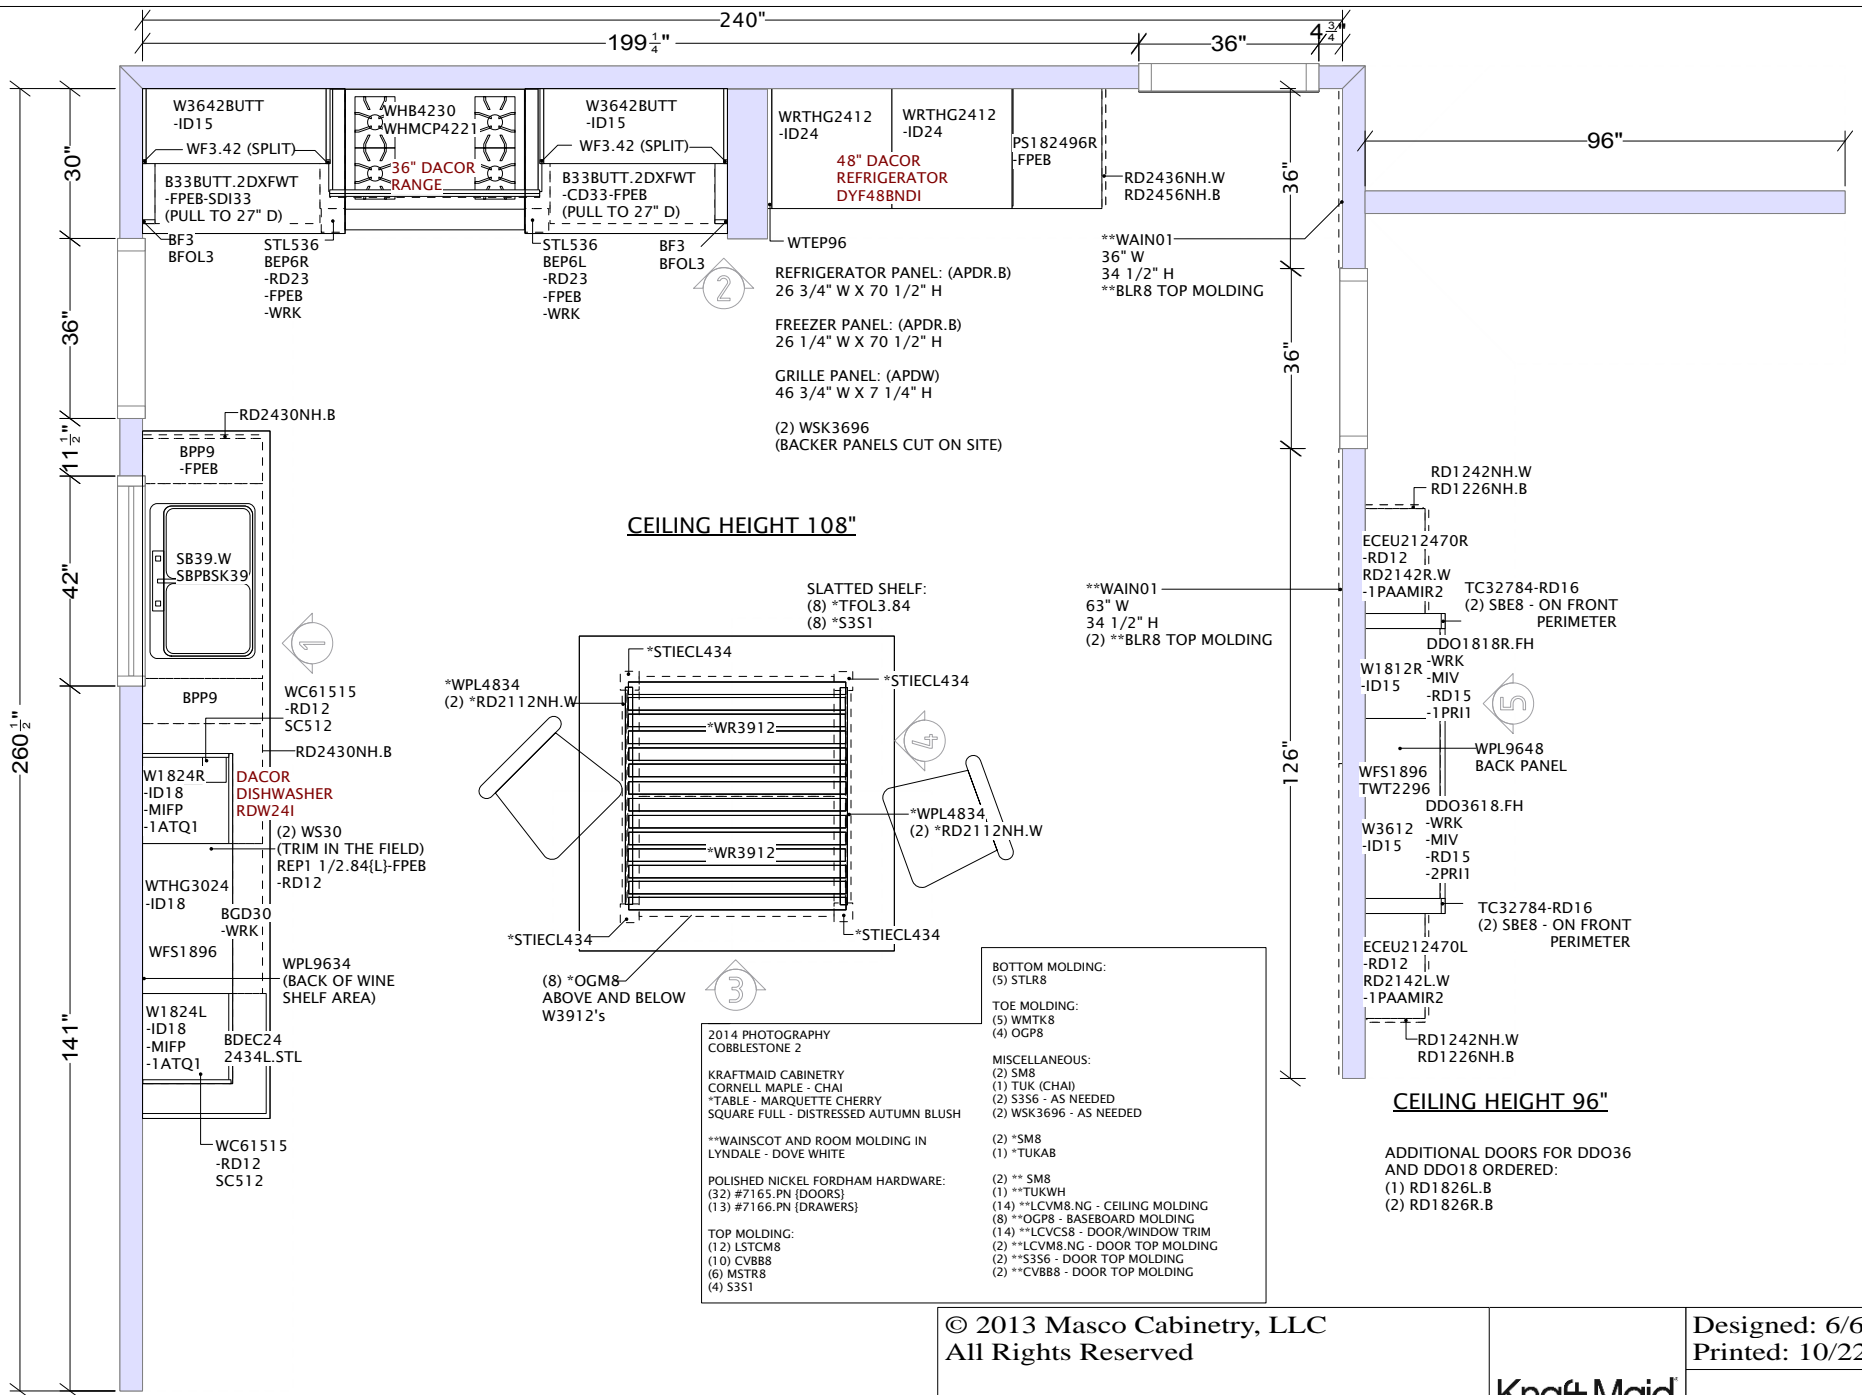 240"
199 1/4"
36"
4 3/4"
96"
30"
36"
11 1/2"
42"
141"
260 1/2"
36"
36"
126"
W3642BUTT
-ID15
WF3.42 (SPLIT)
B33BUTT.2DXFWT
-FPEB-SDI33
(PULL TO 27" D)
BF3
BFOL3
WHB4230
WHMCP4221
36" DACOR
RANGE
STL536
BEP6R
-RD23
-FPEB
-WRK
W3642BUTT
-ID15
WF3.42 (SPLIT)
B33BUTT.2DXFWT
-CD33-FPEB
(PULL TO 27" D)
STL536
BEP6L
-RD23
-FPEB
-WRK
BF3
BFOL3
2
WRTHG2412
-ID24
WRTHG2412
-ID24
48" DACOR
REFRIGERATOR
DYF48BNDI
PS182496R
-FPEB
RD2436NH.W
RD2456NH.B
WTEP96
REFRIGERATOR PANEL: (APDR.B)
26 3/4" W X 70 1/2" H
FREEZER PANEL: (APDR.B)
26 1/4" W X 70 1/2" H
GRILLE PANEL: (APDW)
46 3/4" W X 7 1/4" H
(2) WSK3696
(BACKER PANELS CUT ON SITE)
**WAIN01
36" W
34 1/2" H
**BLR8 TOP MOLDING
RD2430NH.B
BPP9
-FPEB
SB39.W
SBPBSK39
1
BPP9
WC61515
-RD12
SC512
RD2430NH.B
W1824R
-ID18
-MIFP
-1ATQ1
DACOR
DISHWASHER
RDW24I
(2) WS30
(TRIM IN THE FIELD)
REP1 1/2.84{L}-FPEB
-RD12
WTHG3024
-ID18
BGD30
-WRK
WFS1896
WPL9634
(BACK OF WINE
SHELF AREA)
W1824L
-ID18
-MIFP
-1ATQ1
BDEC24
2434L.STL
WC61515
-RD12
SC512
CEILING HEIGHT 108"
SLATTED SHELF:
(8) *TFOL3.84
(8) *S3S1
*STIECL434
*STIECL434
*WPL4834
(2) *RD2112NH.W
*WR3912
4
*WPL4834
(2) *RD2112NH.W
*WR3912
*STIECL434
*STIECL434
(8) *OGM8
ABOVE AND BELOW
W3912's
3
**WAIN01
63" W
34 1/2" H
(2) **BLR8 TOP MOLDING
RD1242NH.W
RD1226NH.B
ECEU212470R
-RD12
RD2142R.W
-1PAAMIR2
TC32784-RD16
(2) SBE8 - ON FRONT
PERIMETER
DDO1818R.FH
-WRK
-MIV
-RD15
-1PRI1
W1812R
-ID15
5
WPL9648
BACK PANEL
WFS1896
TWT2296
DDO3618.FH
-WRK
-MIV
-RD15
-2PRI1
W3612
-ID15
TC32784-RD16
(2) SBE8 - ON FRONT
PERIMETER
ECEU212470L
-RD12
RD2142L.W
-1PAAMIR2
RD1242NH.W
RD1226NH.B
CEILING HEIGHT 96"
ADDITIONAL DOORS FOR DDO36
AND DDO18 ORDERED:
(1) RD1826L.B
(2) RD1826R.B
2014 PHOTOGRAPHY
COBBLESTONE 2
KRAFTMAID CABINETRY
CORNELL MAPLE - CHAI
*TABLE - MARQUETTE CHERRY
SQUARE FULL - DISTRESSED AUTUMN BLUSH
**WAINSCOT AND ROOM MOLDING IN
LYNDALE - DOVE WHITE
POLISHED NICKEL FORDHAM HARDWARE:
(32) #7165.PN {DOORS}
(13) #7166.PN {DRAWERS}
TOP MOLDING:
(12) LSTCM8
(10) CVBB8
(6) MSTR8
(4) S3S1
BOTTOM MOLDING:
(5) STLR8
TOE MOLDING:
(5) WMTK8
(4) OGP8
MISCELLANEOUS:
(2) SM8
(1) TUK (CHAI)
(2) S3S6 - AS NEEDED
(2) WSK3696 - AS NEEDED
(2) *SM8
(1) *TUKAB
(2) ** SM8
(1) **TUKWH
(14) **LCVM8.NG - CEILING MOLDING
(8) **OGP8 - BASEBOARD MOLDING
(14) **LCVCS8 - DOOR/WINDOW TRIM
(2) **LCVM8.NG - DOOR TOP MOLDING
(2) **S3S6 - DOOR TOP MOLDING
(2) **CVBB8 - DOOR TOP MOLDING
© 2013 Masco Cabinetry, LLC
All Rights Reserved
KraftMaid
Designed: 6/6
Printed: 10/22